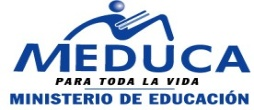 MEDUCA
PARA TODA LA VIDA
MINISTERIO DE EDUCACIÓN